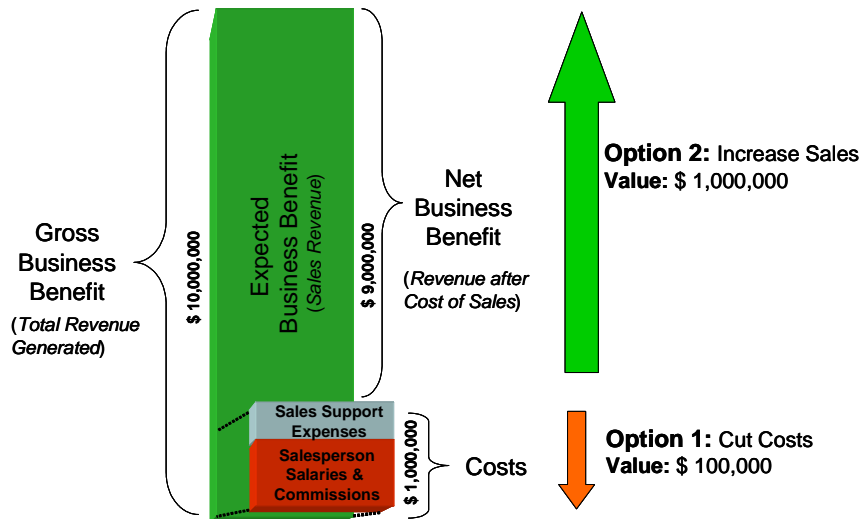 Gross
Business
Benefit
(Total Revenue
Generated)
$ 10,000,000
Expected
Business Benefit
(Sales Revenue)
$ 9,000,000
Net
Business
Benefit
(Revenue after
Cost of Sales)
Option 2: Increase Sales
Value: $ 1,000,000
Sales Support
Expenses
Salesperson
Salaries &
Commissions
$ 1,000,000
Costs
Option 1: Cut Costs
Value: $ 100,000